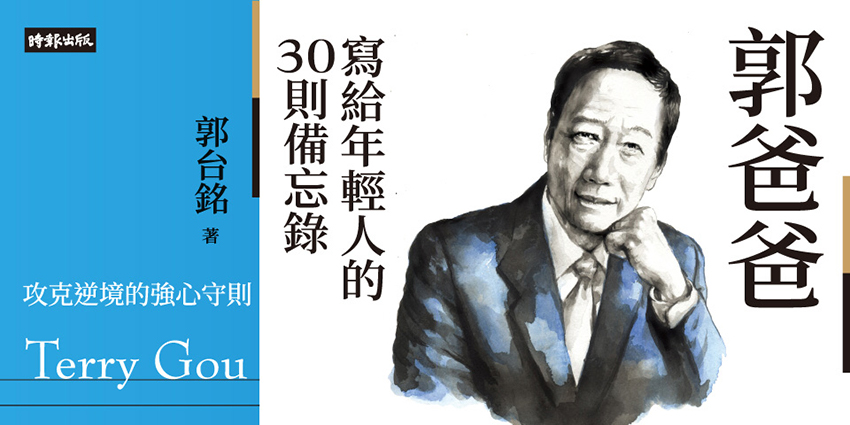 郭爸爸
寫給年輕人的
30則備忘錄
時報出版
郭台銘 著
攻克逆境的強心守則
Terry Gou